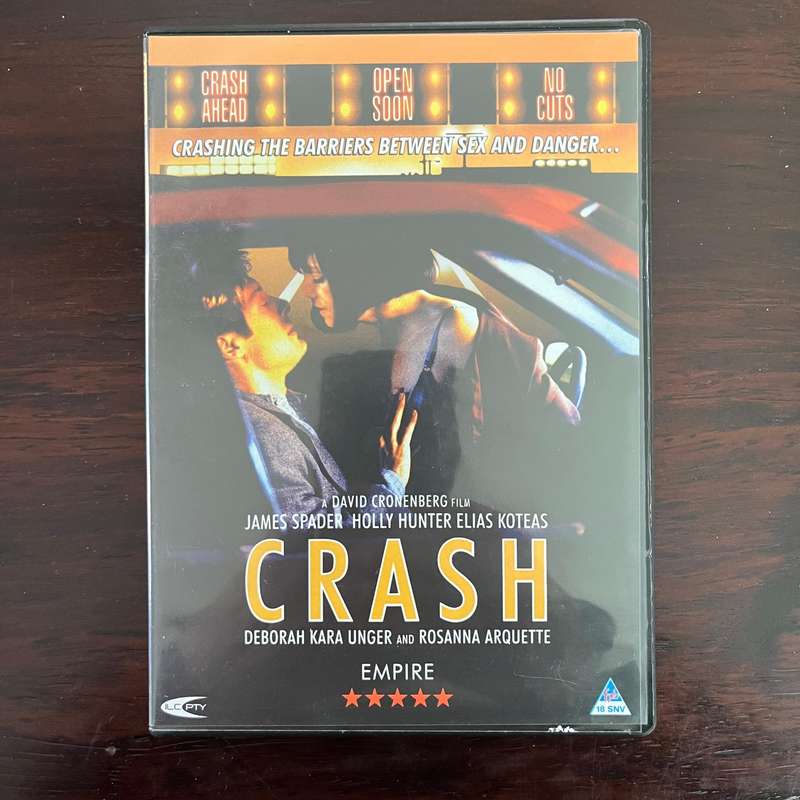 CRASH AHEAD
OPEN SOON
NO CUTS
CRASHING THE BARRIERS BETWEEN SEX AND DANGER...
A DAVID CRONENBERG FILM
JAMES SPADER HOLLY HUNTER ELIAS KOTEAS
CRASH
DEBORAH KARA UNGER AND ROSANNA ARQUETTE
EMPIRE
ILC PTY
18 SNV